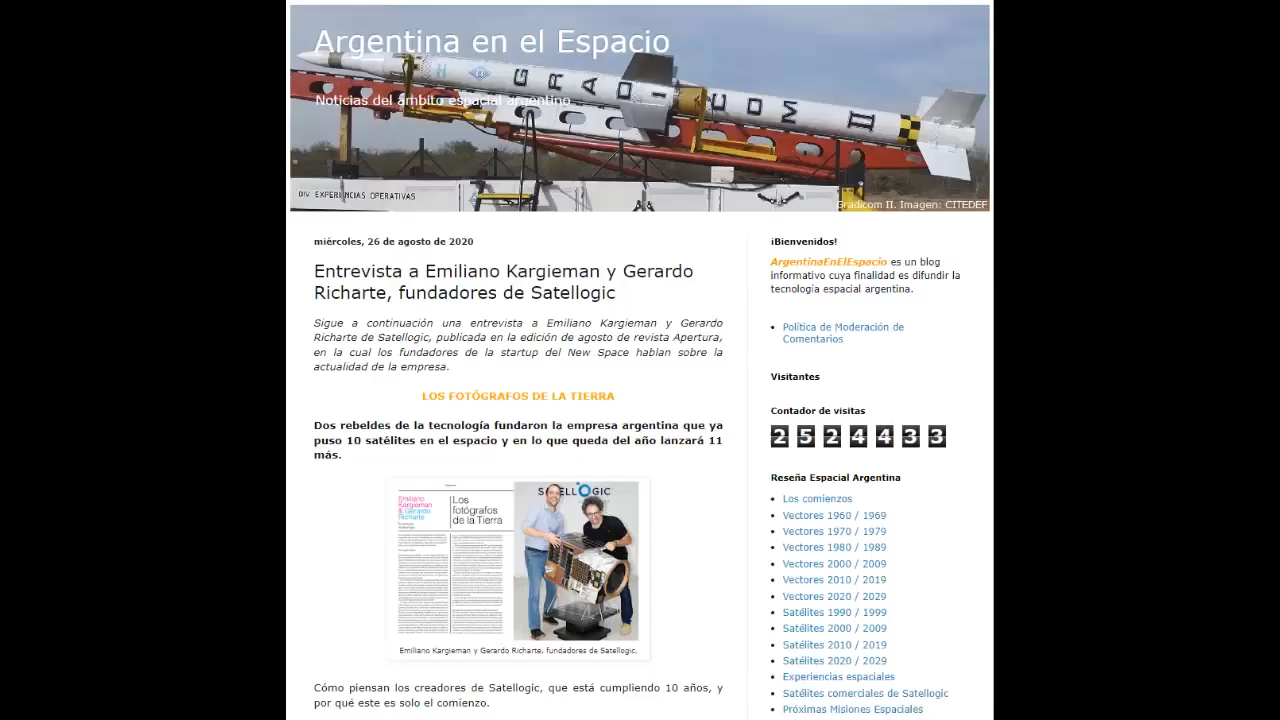 Argentina en el Espacio
Noticias del ámbito espacial argentino
GRADICOM II
DIV EXPERIENCIAS OPERATIVAS
Gradicom II. Imagen: CITEDEF
miércoles, 26 de agosto de 2020
Entrevista a Emiliano Kargieman y Gerardo
Richarte, fundadores de Satellogic
Sigue a continuación una entrevista a Emiliano Kargieman y Gerardo
Richarte de Satellogic, publicada en la edición de agosto de revista Apertura,
en la cual los fundadores de la startup del New Space hablan sobre la
actualidad de la empresa.
LOS FOTÓGRAFOS DE LA TIERRA
Dos rebeldes de la tecnología fundaron la empresa argentina que ya
puso 10 satélites en el espacio y en lo que queda del año lanzará 11
más.
Emiliano
Kargieman
& Gerardo
Richarte
Los
fotógrafos
de la Tierra
SATELLOGIC
Emiliano Kargieman y Gerardo Richarte, fundadores de Satellogic.
Cómo piensan los creadores de Satellogic, que está cumpliendo 10 años, y
por qué este es solo el comienzo.
¡Bienvenidos!
ArgentinaEnElEspacio es un blog
informativo cuya finalidad es difundir la
tecnología espacial argentina.
Política de Moderación de
Comentarios
Visitantes
Contador de visitas
2 5 2 4 4 3 3
Reseña Espacial Argentina
Los comienzos
Vectores 1960 / 1969
Vectores 1970 / 1979
Vectores 1980 / 1989
Vectores 2000 / 2009
Vectores 2010 / 2019
Vectores 2020 / 2029
Satélites 1990 / 1999
Satélites 2000 / 2009
Satélites 2010 / 2019
Satélites 2020 / 2029
Experiencias espaciales
Satélites comerciales de Satellogic
Próximas Misiones Espaciales